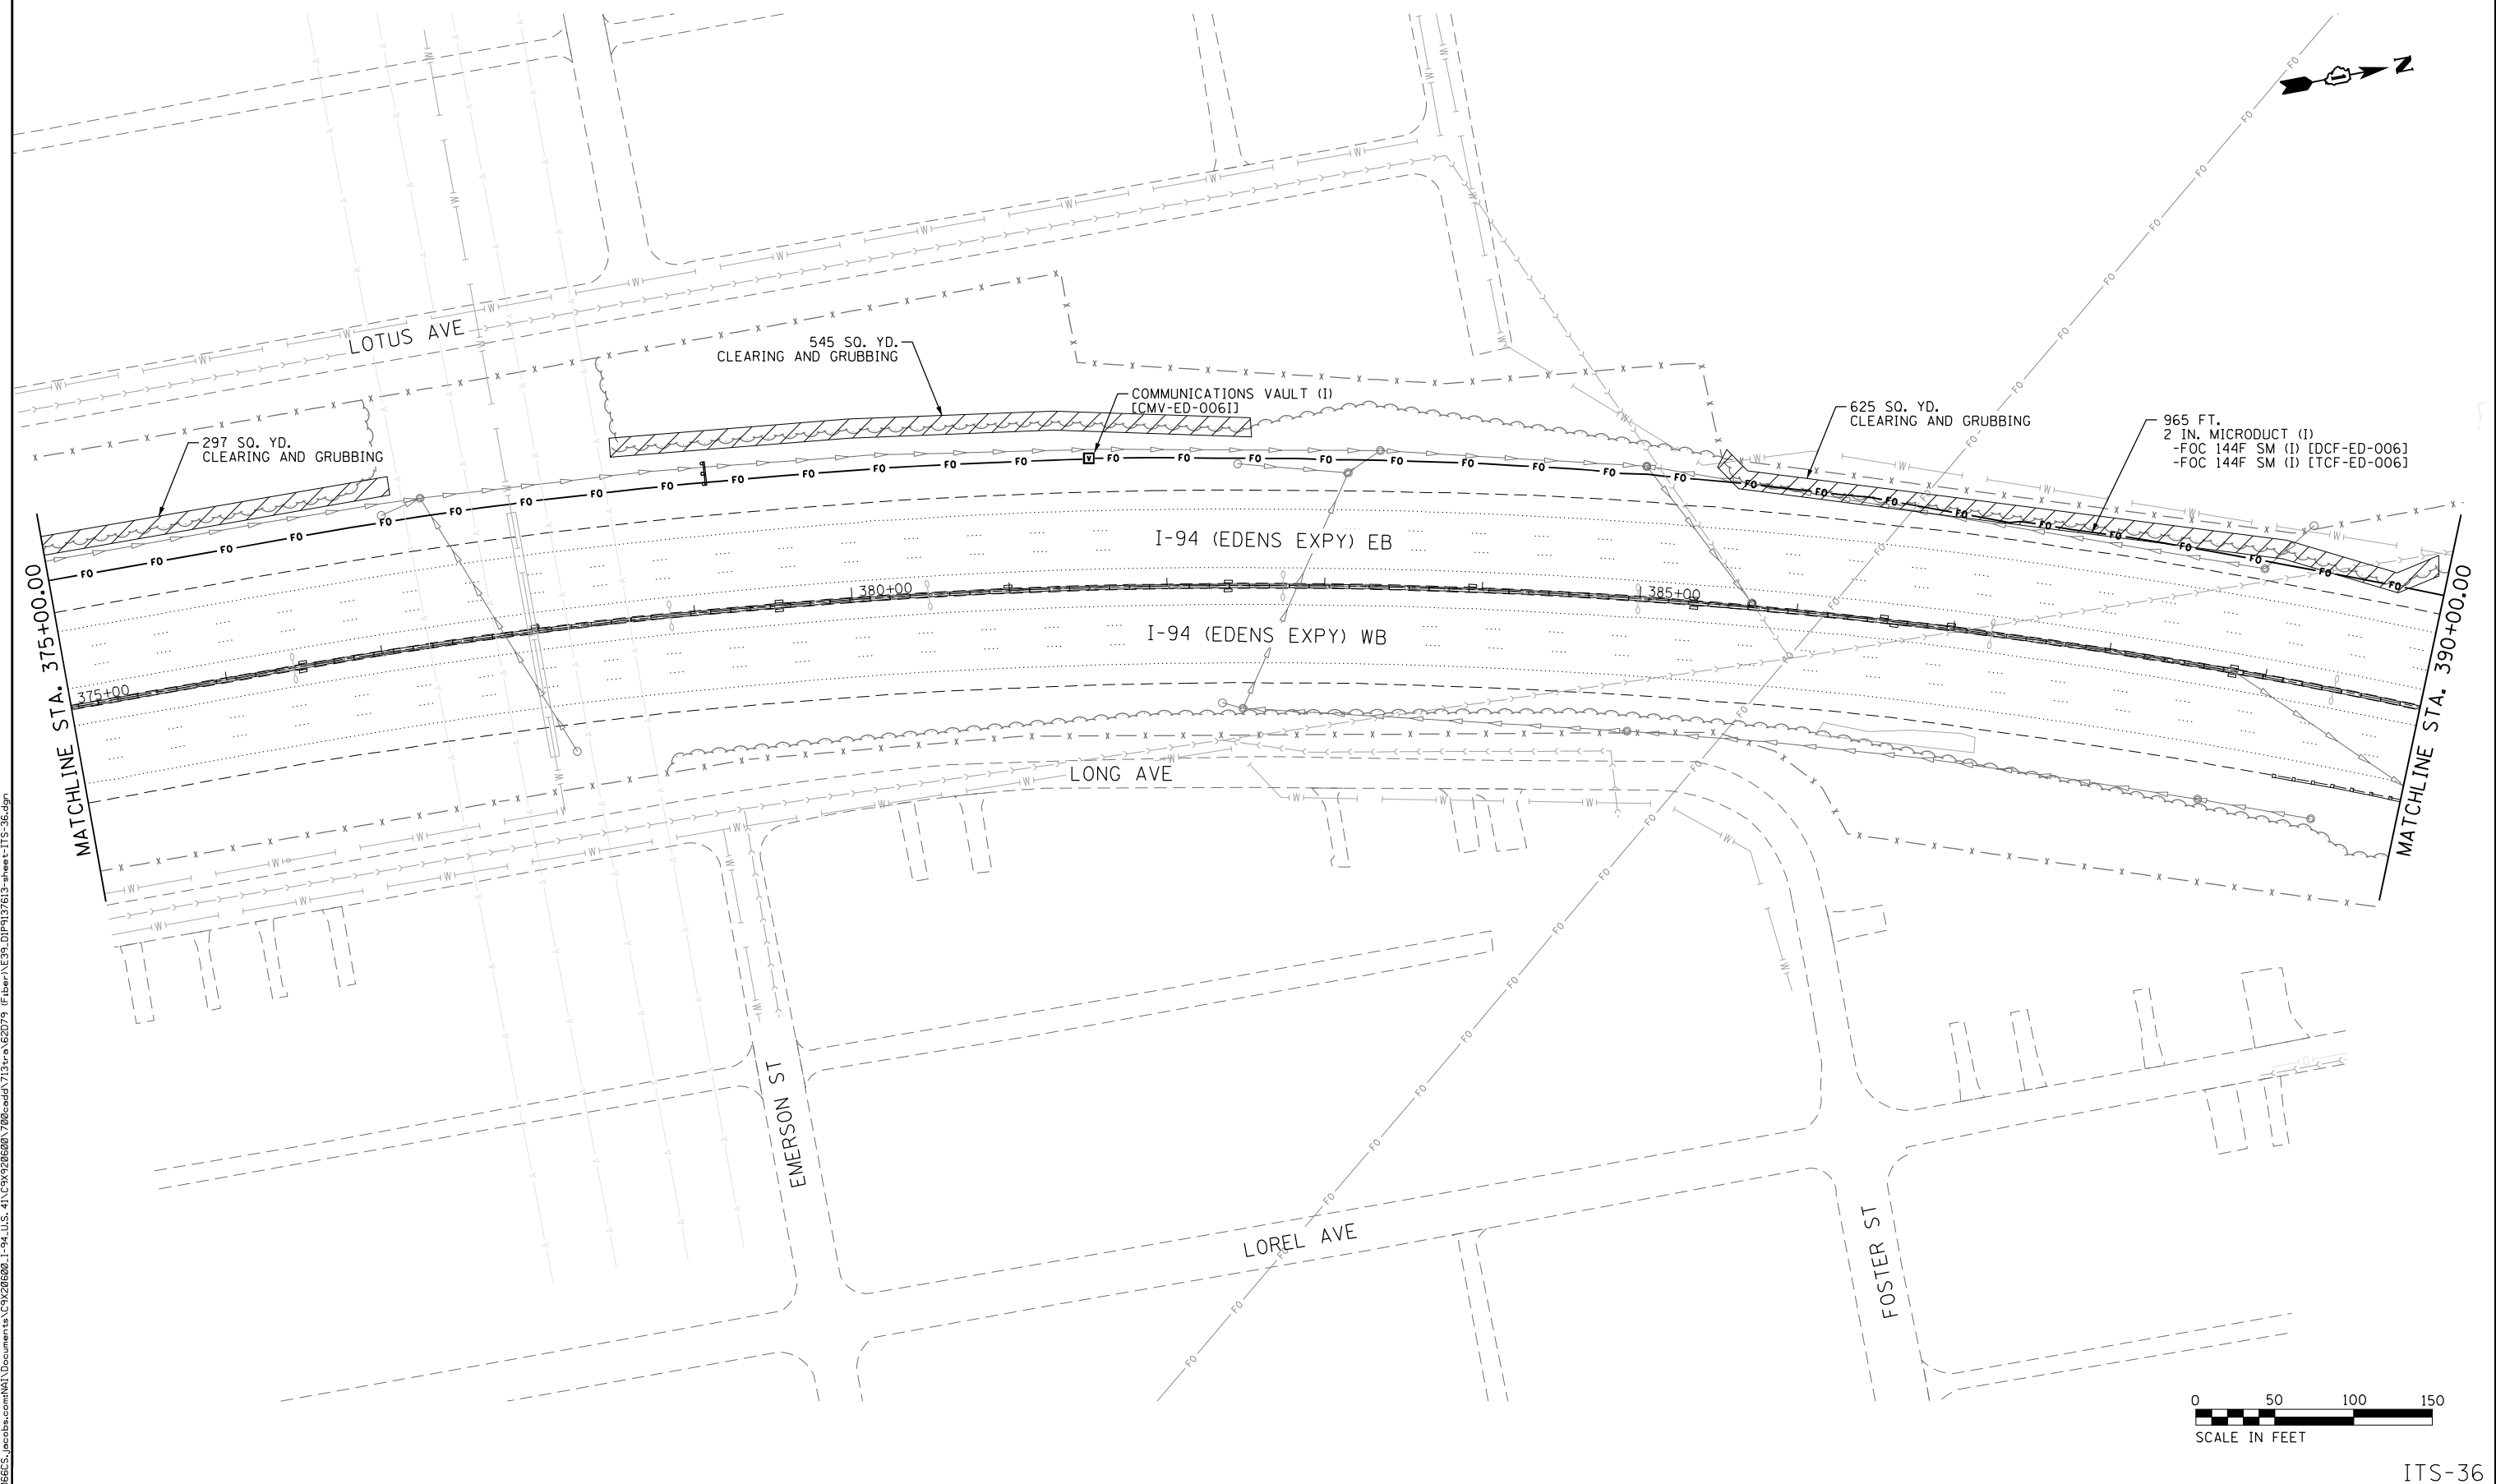 N
LOTUS AVE
545 SQ. YD.
CLEARING AND GRUBBING
COMMUNICATIONS VAULT (I)
[CMV-ED-006I]
625 SQ. YD.
CLEARING AND GRUBBING
965 FT.
2 IN. MICRODUCT (I)
-FOC 144F SM (I) [DCF-ED-006]
-FOC 144F SM (I) [TCF-ED-006]
297 SQ. YD.
CLEARING AND GRUBBING
I-94 (EDENS EXPY) EB
380+00
385+00
I-94 (EDENS EXPY) WB
375+00
MATCHLINE STA. 375+00.00
MATCHLINE STA. 390+00.00
LONG AVE
EMERSON ST
LOREL AVE
FOSTER ST
0 50 100 150
SCALE IN FEET
ITS-36